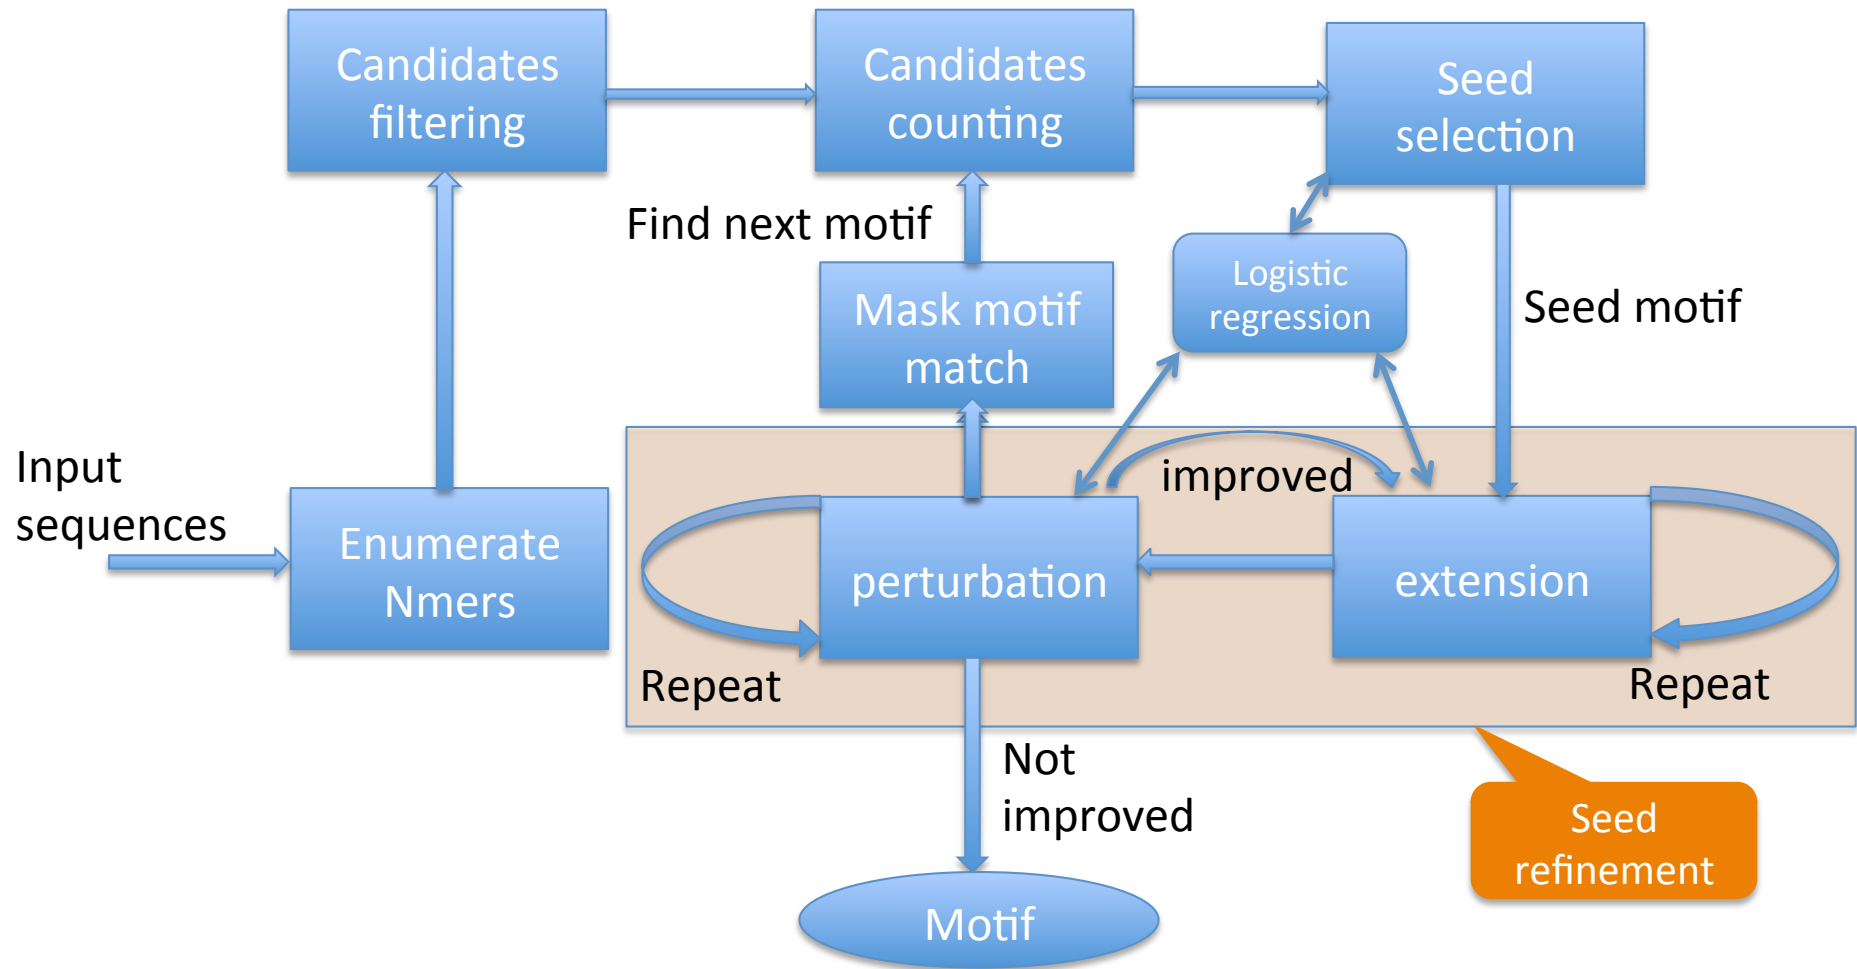 Candidates
filtering
Candidates
counting
Seed
selection
Find next motif
Logistic
regression
Mask motif
match
Seed motif
Input
sequences
improved
Enumerate
Nmers
perturbation
extension
Repeat
Repeat
Not
improved
Seed
refinement
Motif